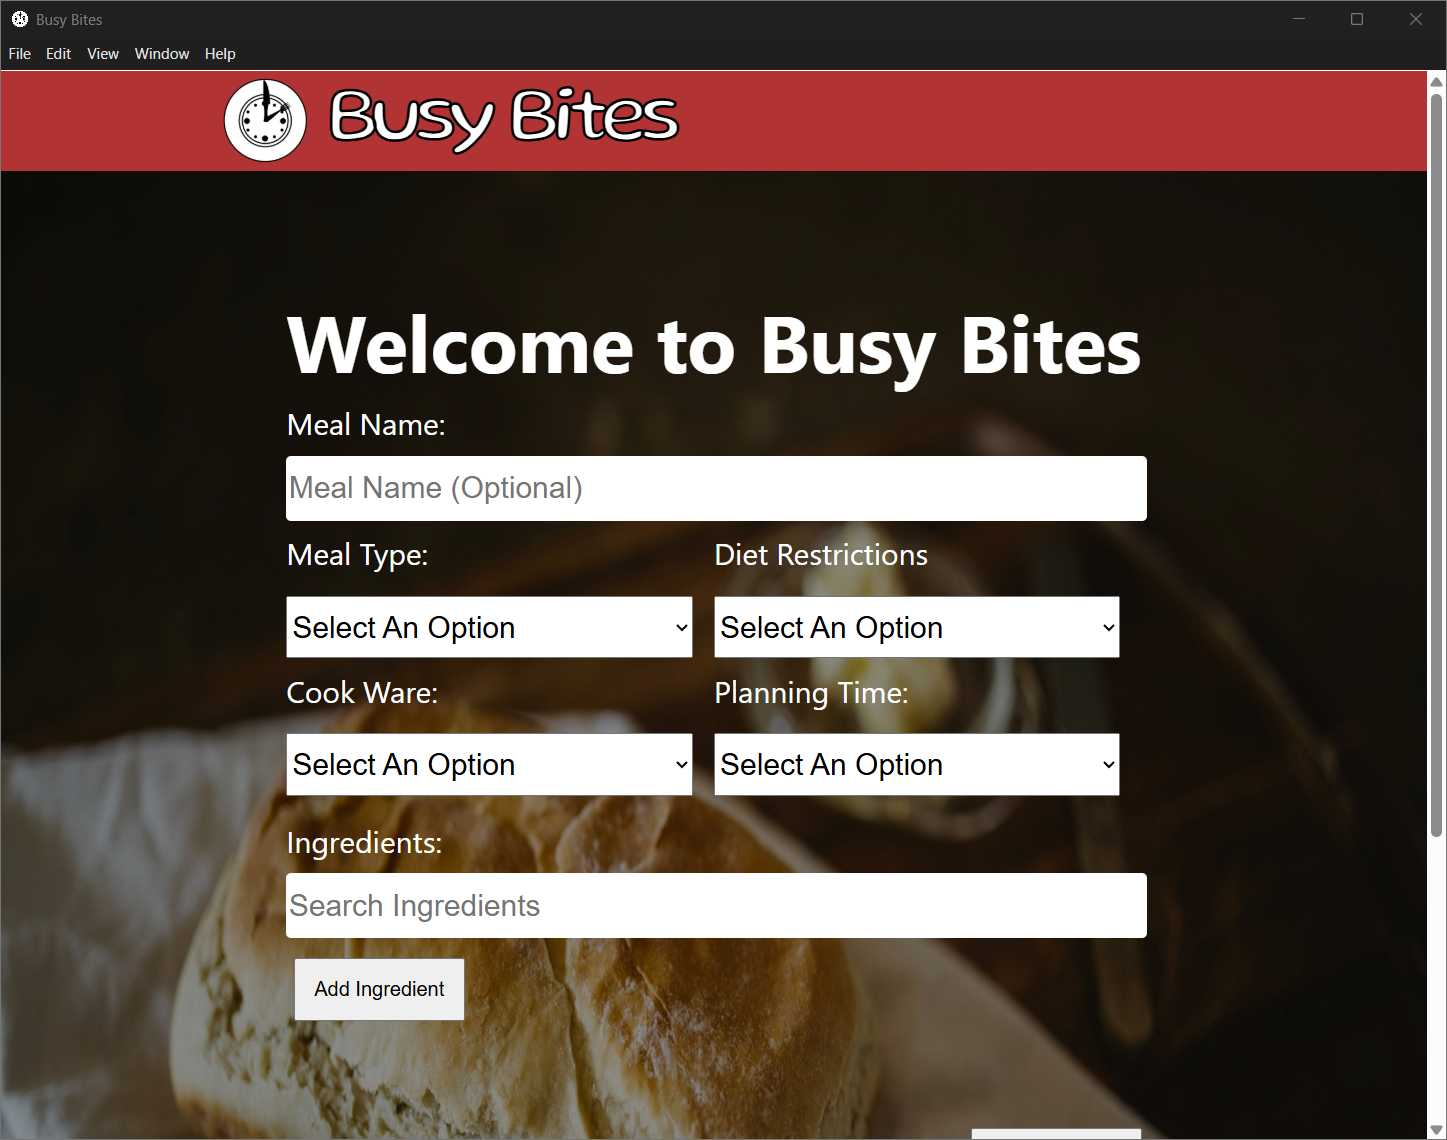 Busy Bites
File Edit View Window Help
Busy Bites
Welcome to Busy Bites
Meal Name:
Meal Name (Optional)
Meal Type: Diet Restrictions
Select An Option Select An Option
Cook Ware: Planning Time:
Select An Option Select An Option
Ingredients:
Search Ingredients
Add Ingredient